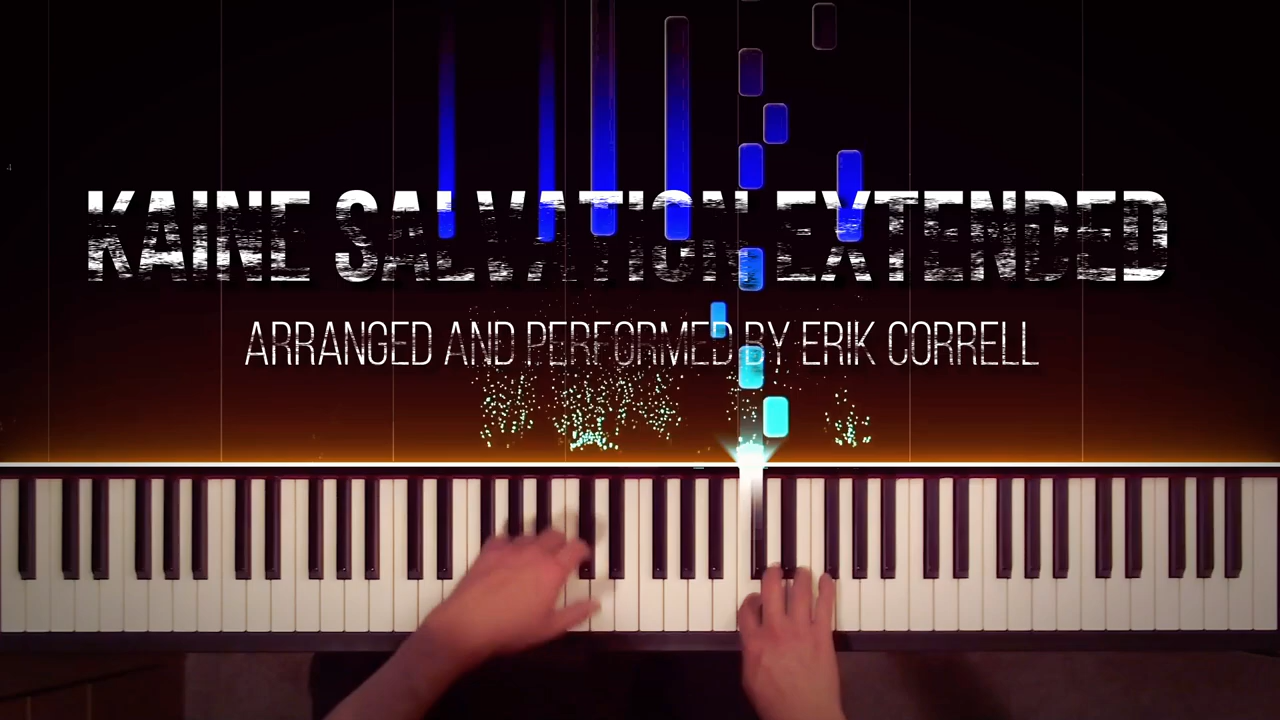 KAINE SALVATION EXTENDED
ARRANGED AND PERFORMED BY ERIK CORRELL